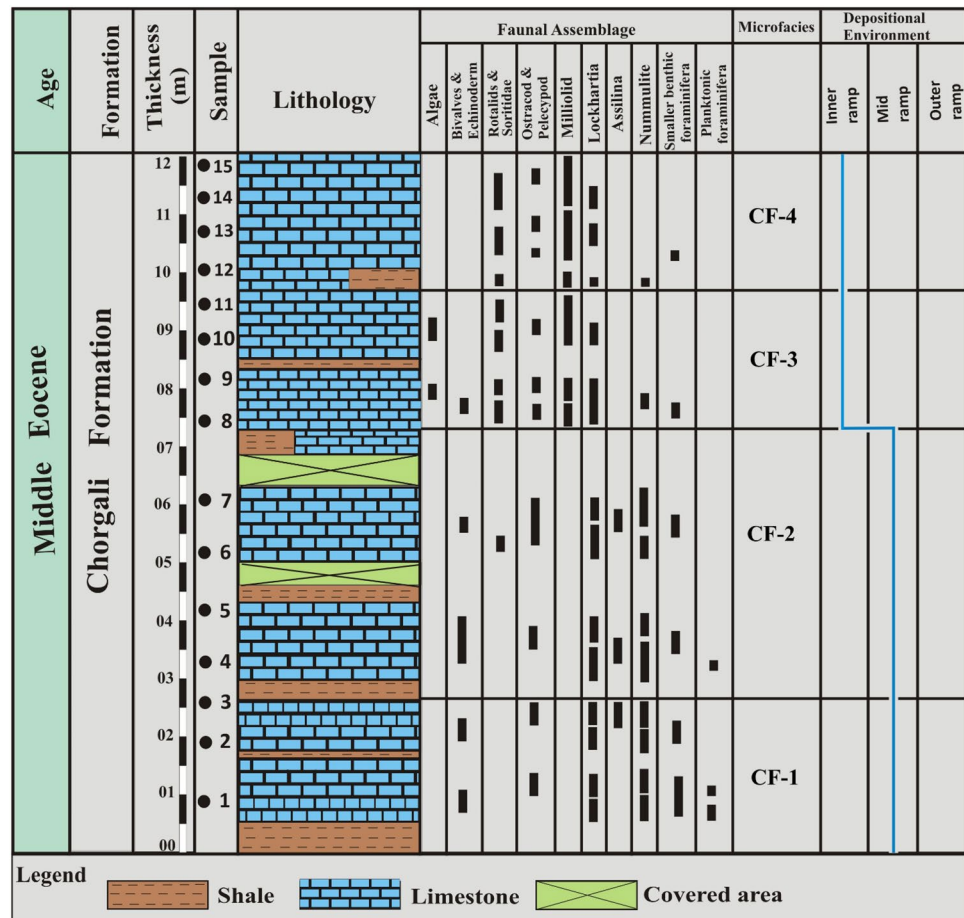 Age
Formation
Thickness
(m)
Sample
Lithology
Faunal Assemblage
Algae
Bivalves &
Echinoderm
Rotalids &
Soritidae
Ostracod &
Pelecypod
Milliolid
Lockhartia
Assilina
Nummulite
Smaller benthic
foraminifera
Planktonic
foraminifera
Microfacies
Depositional
Environment
Inner
ramp
Mid
ramp
Outer
ramp
Middle Eocene
Chorgali Formation
12
11
10
09
08
07
06
05
04
03
02
01
00
15
14
13
12
11
10
9
8
7
6
5
4
3
2
1
CF-4
CF-3
CF-2
CF-1
Legend
Shale
Limestone
Covered area